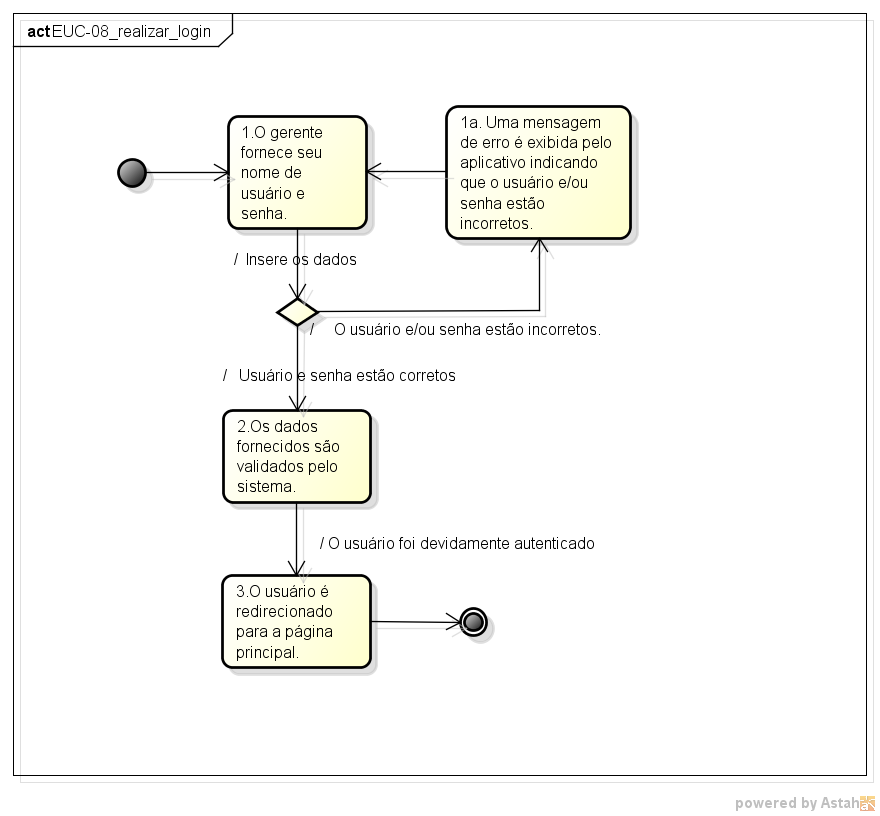 act EUC-08_realizar_login
1.O gerente
fornece seu
nome de
usuário e
senha.
1a. Uma mensagem
de erro é exibida pelo
aplicativo indicando
que o usuário e/ou
senha estão
incorretos.
/ Insere os dados
/ O usuário e/ou senha estão incorretos.
/ Usuário e senha estão corretos
2.Os dados
fornecidos são
validados pelo
sistema.
/ O usuário foi devidamente autenticado
3.O usuário é
redirecionado
para a página
principal.
powered by Astah